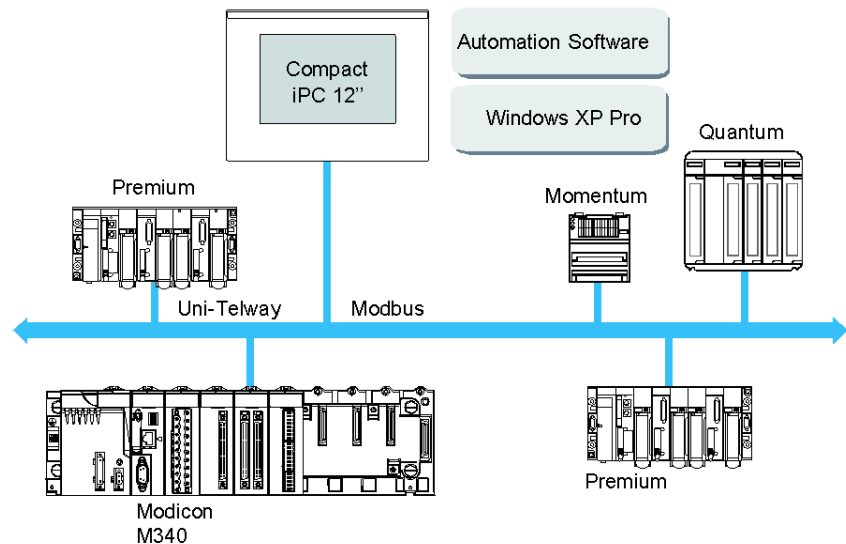 Compact
iPC 12’’
Automation Software
Windows XP Pro
Quantum
Premium
Momentum
Uni-Telway
Modbus
Premium
Modicon
M340